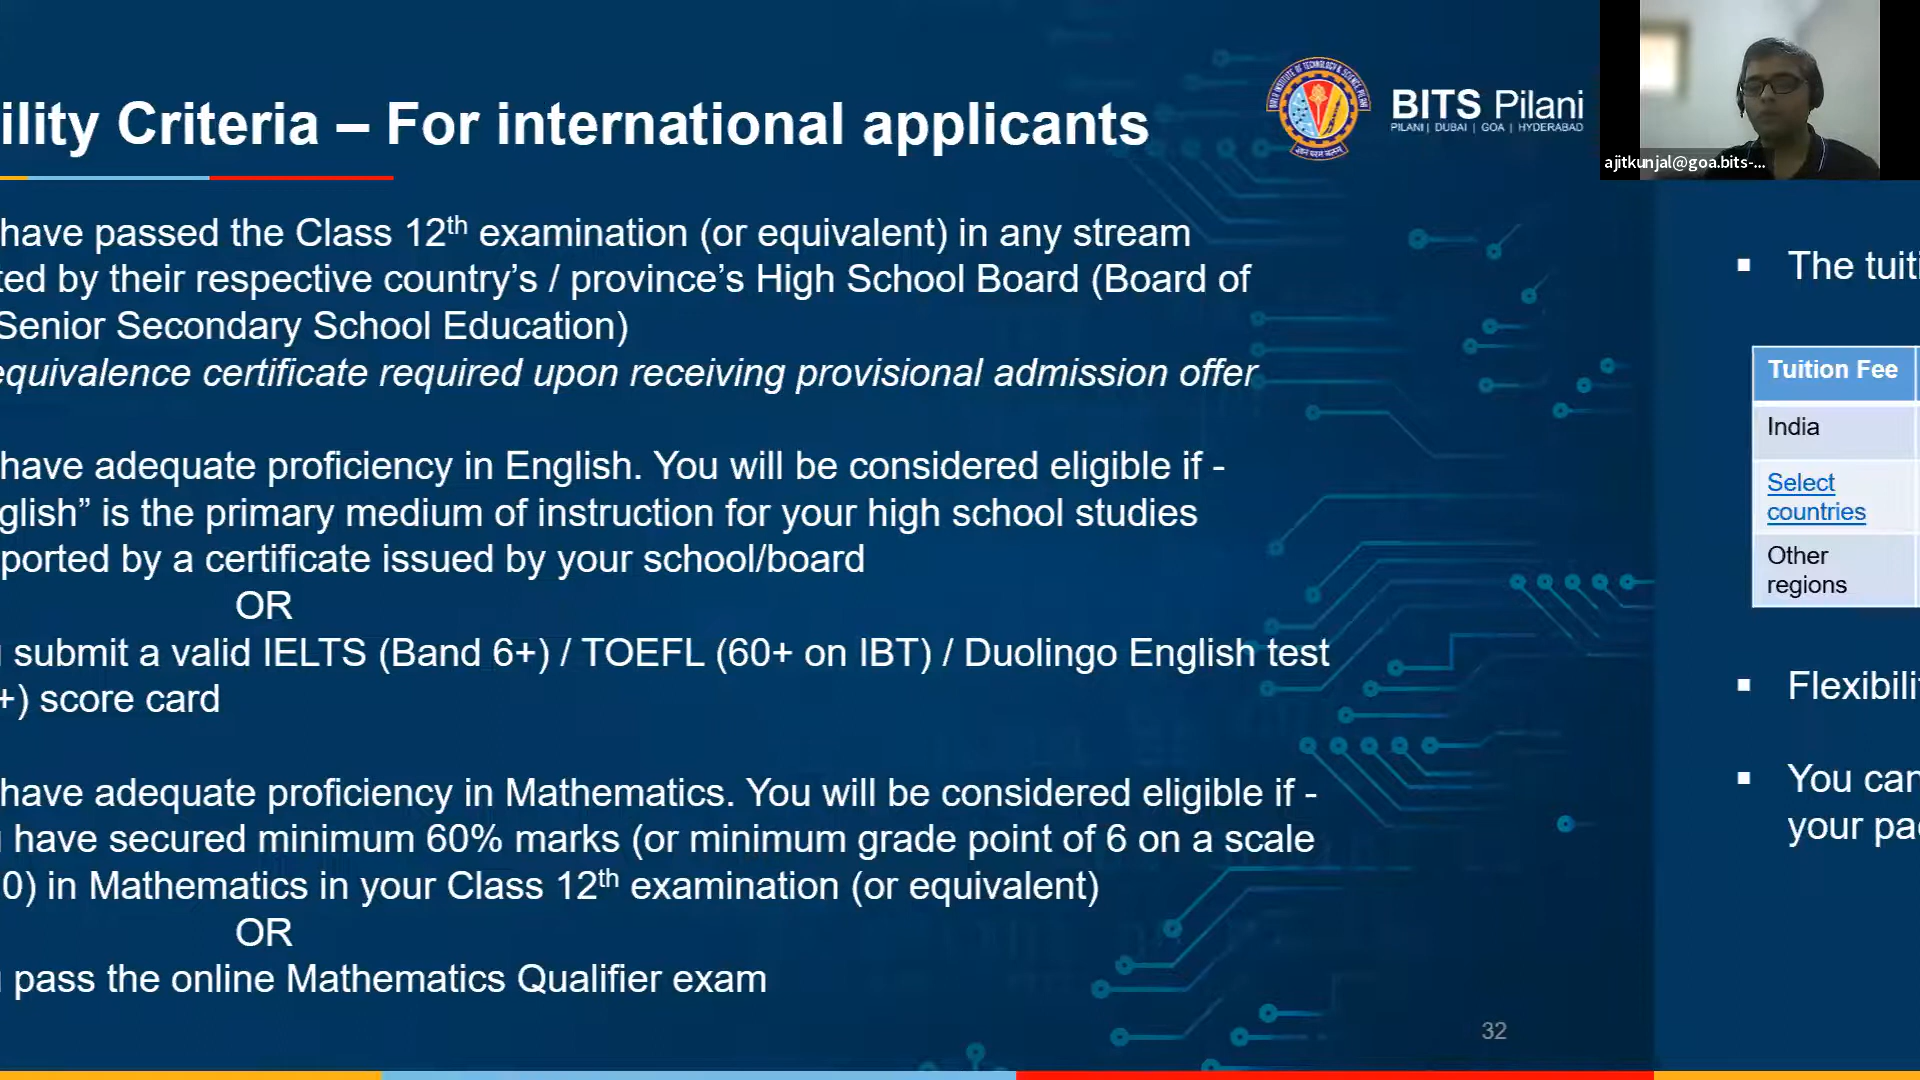 ility Criteria – For international applicants
BITS Pilani
PILANI | DUBAI | GOA | HYDERABAD
ajitkunjal@goa.bits-...
have passed the Class 12th examination (or equivalent) in any stream
ted by their respective country’s / province’s High School Board (Board of
Senior Secondary School Education)
equivalence certificate required upon receiving provisional admission offer
have adequate proficiency in English. You will be considered eligible if -
glish” is the primary medium of instruction for your high school studies
ported by a certificate issued by your school/board
OR
submit a valid IELTS (Band 6+) / TOEFL (60+ on IBT) / Duolingo English test
+) score card
have adequate proficiency in Mathematics. You will be considered eligible if -
have secured minimum 60% marks (or minimum grade point of 6 on a scale
0) in Mathematics in your Class 12th examination (or equivalent)
OR
pass the online Mathematics Qualifier exam
32
▪ The tuiti
Tuition Fee
India
Select
countries
Other
regions
▪ Flexibili
▪ You can
your pa